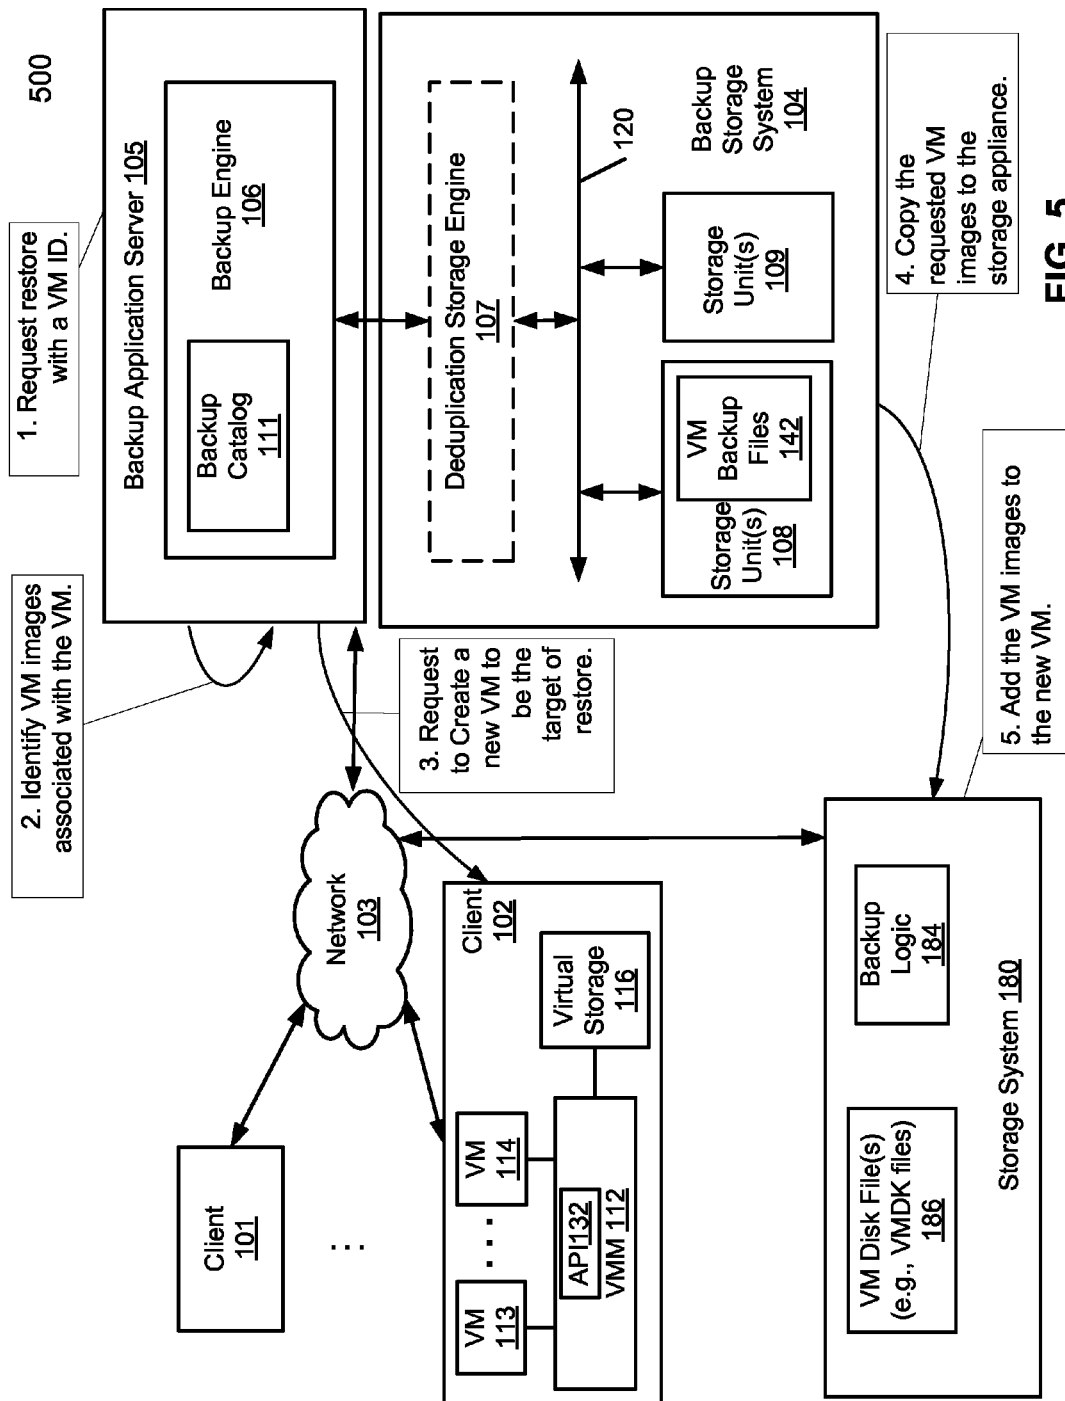 500
1. Request restore
with a VM ID.
2. Identify VM images
associated with the VM.
Backup Application Server 105
Backup Engine
106
Backup
Catalog
111
3. Request
to Create a
new VM to
be the
target of
restore.
Deduplication Storage Engine
107
120
Backup
Storage
System
104
Storage
Unit(s)
109
VM
Backup
Files
142
Storage
Unit(s)
108
4. Copy the
requested VM
images to the
storage appliance.
Network
103
Client
101
...
Client
102
VM
113
. . .
VM
114
API132
VMM 112
Virtual
Storage
116
5. Add the VM images to
the new VM.
VM Disk File(s)
(e.g., VMDK files)
186
Backup
Logic
184
Storage System 180
FIG. 5